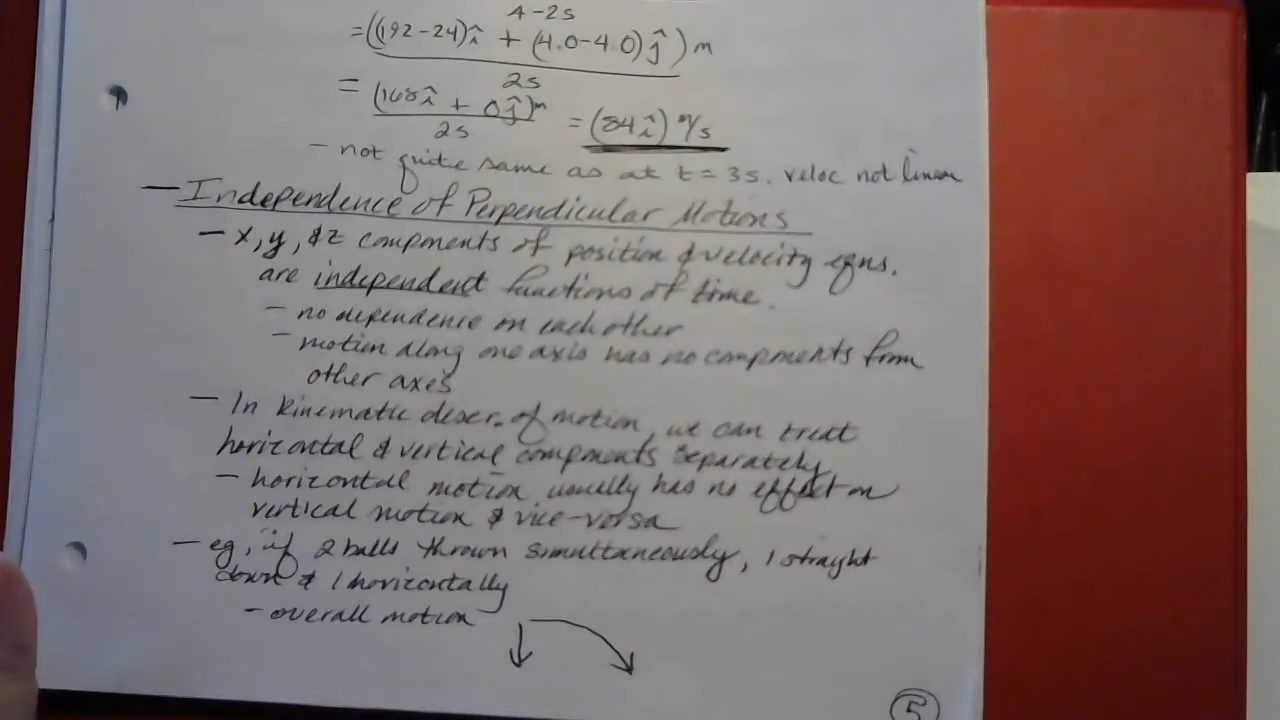 4-2s
=((192-24)î + (4.0-4.0)ĵ)m
2s
= (168î + 0ĵ)m = (84î) m/s
2s
- not quite same as at t=3s. veloc not linear
- Independence of Perpendicular Motions
- x, y, & z components of position & velocity eqns.
are independent functions of time.
- no dependence on each other
- motion along one axis has no components from
other axes
- In kinematic descr. of motion, we can treat
horizontal & vertical components separately
- horizontal motion usually has no effect on
vertical motion & vice-versa
- eg, if 2 balls thrown simultaneously, 1 straight
down & 1 horizontally
- overall motion
5